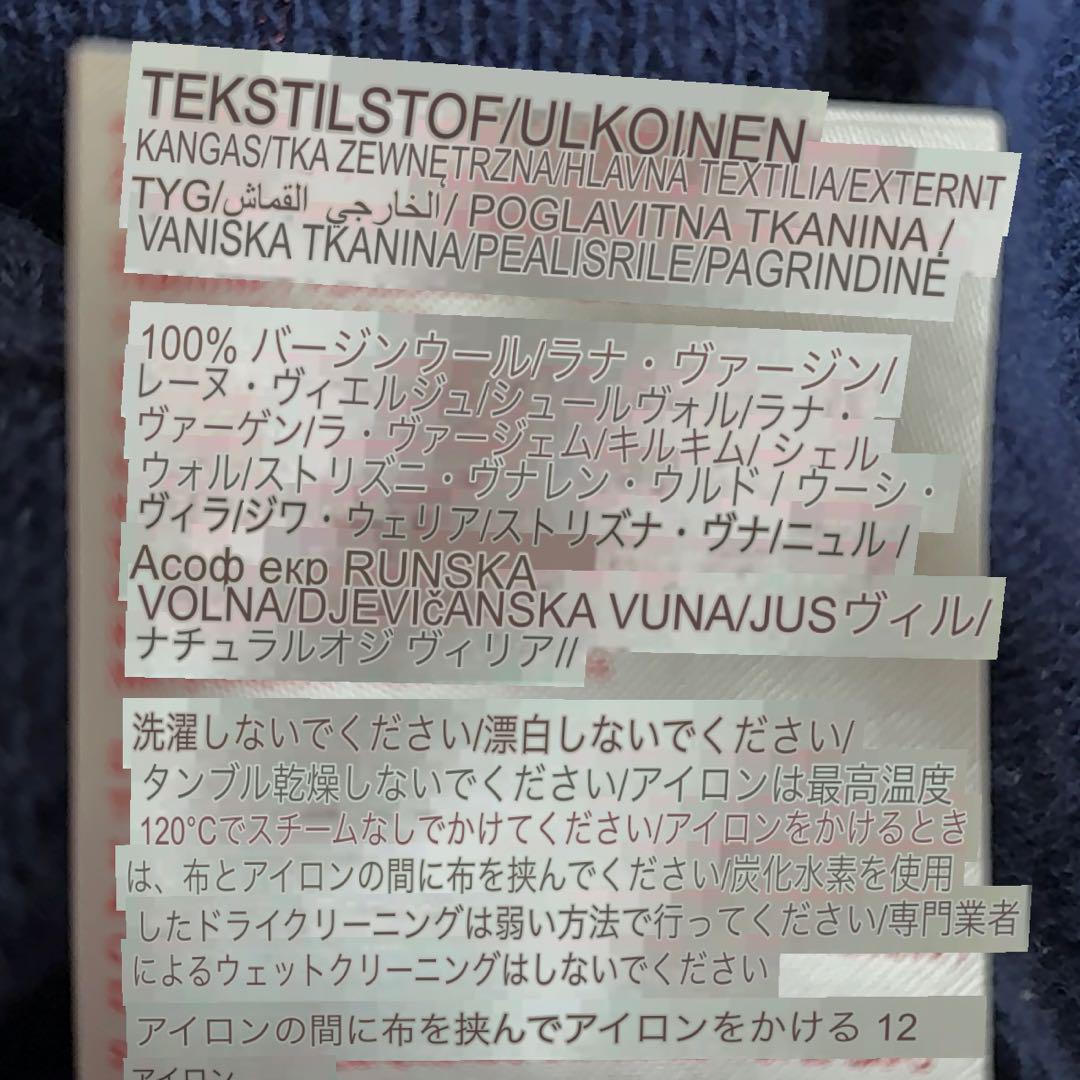 TEKSTILSTOF/ULKOINEN
KANGAS/TKA ZEWNĘTRZNA/HLAVNA TEXTILIA/EXTERNT
TYG/الخارجي القماش/ POGLAVITNA TKANINA /
VANISKA TKANINA/PEALISRILE/PAGRINDINĖ
100% バージンウール/ラナ・ヴァージン/
レーヌ・ヴィエルジュ/シュールヴォル/ラナ・
ヴァーゲン/ラ・ヴァージェム/キルキム/ シェル
ウォル/ストリズニ・ヴナレン・ウルド / ウーシ・
ヴィラ/ジワ・ウェリア/ストリズナ・ヴナ/ニュル /
Асоф екр RUNSKA
VOLNA/DJEVIčANSKA VUNA/JUSヴィル/
ナチュラルオジ ヴィリア//
洗濯しないでください/漂白しないでください/
タンブル乾燥しないでください/アイロンは最高温度
120°Cでスチームなしでかけてください/アイロンをかけるとき
は、布とアイロンの間に布を挟んでください/炭化水素を使用
したドライクリーニングは弱い方法で行ってください/専門業者
によるウェットクリーニングはしないでください
アイロンの間に布を挟んでアイロンをかける 12
アイロン